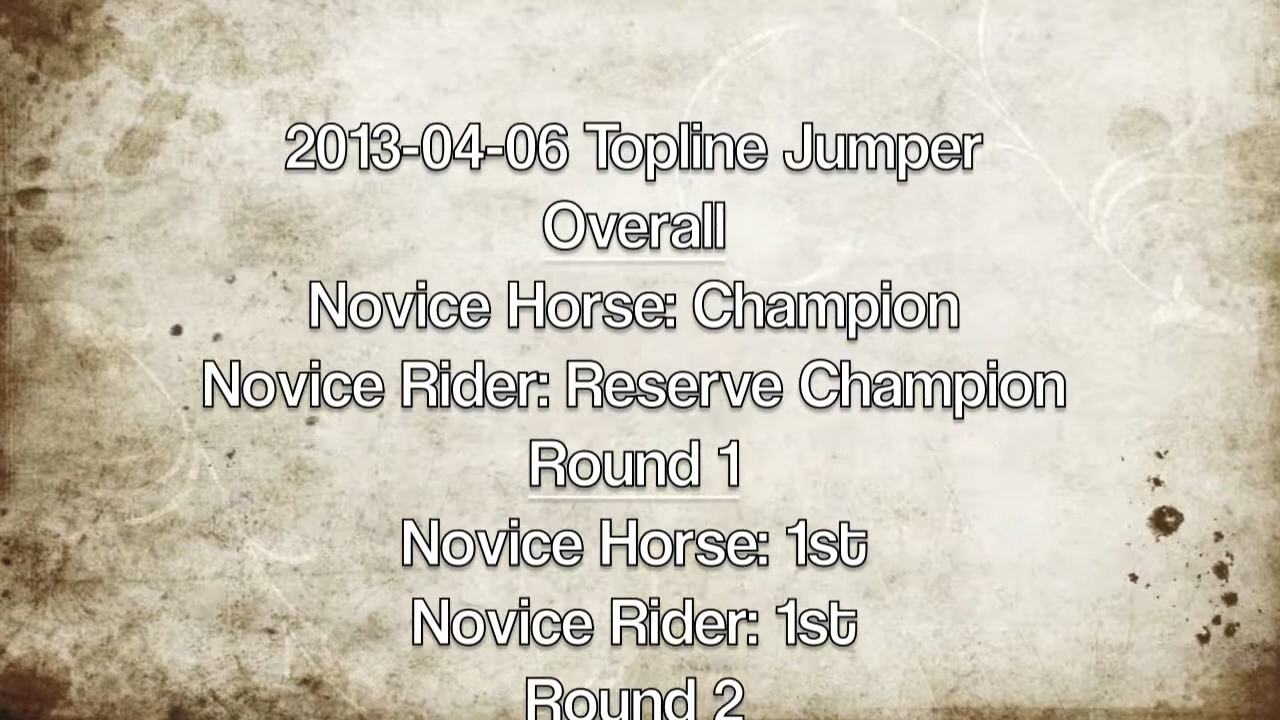 2013-04-06 Topline Jumper
Overall
Novice Horse: Champion
Novice Rider: Reserve Champion
Round 1
Novice Horse: 1st
Novice Rider: 1st
Round 2